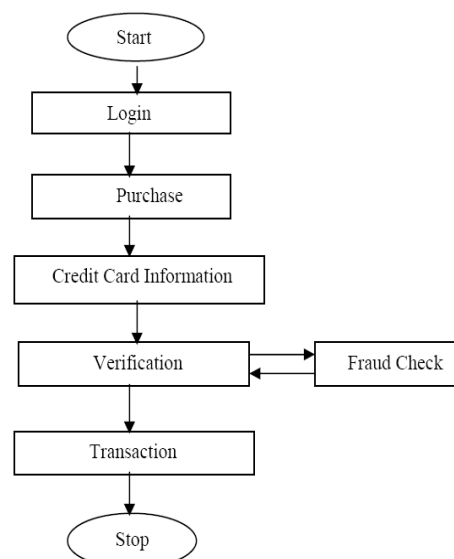 Start
Login
Purchase
Credit Card Information
Verification
Fraud Check
Transaction
Stop